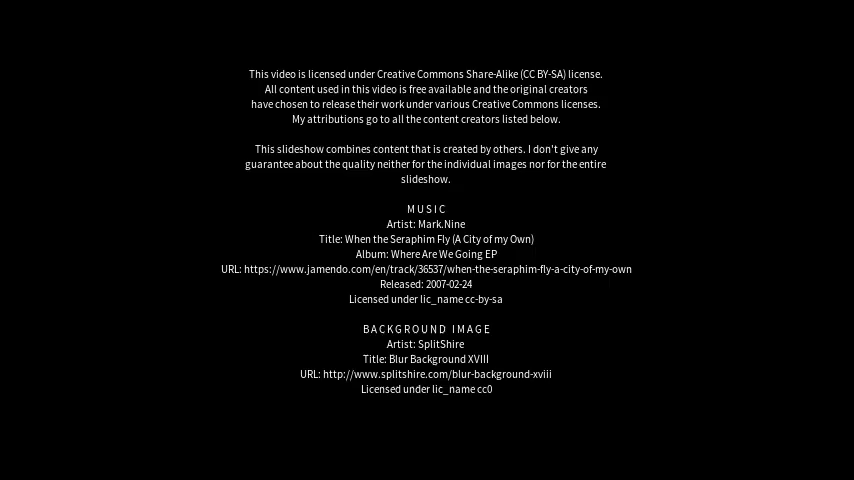 This video is licensed under Creative Commons Share-Alike (CC BY-SA) license.
All content used in this video is free available and the original creators
have chosen to release their work under various Creative Commons licenses.
My attributions go to all the content creators listed below.
This slideshow combines content that is created by others. I don't give any
guarantee about the quality neither for the individual images nor for the entire
slideshow.
MUSIC
Artist: Mark.Nine
Title: When the Seraphim Fly (A City of my Own)
Album: Where Are We Going EP
URL: https://www.jamendo.com/en/track/36537/when-the-seraphim-fly-a-city-of-my-own
Released: 2007-02-24
Licensed under lic_name cc-by-sa
BACKGROUND IMAGE
Artist: SplitShire
Title: Blur Background XVIII
URL: http://www.splitshire.com/blur-background-xviii
Licensed under lic_name cc0